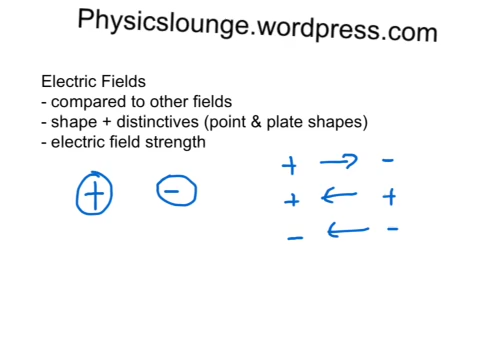 Physicslounge.wordpress.com
Electric Fields
- compared to other fields
- shape + distinctives (point & plate shapes)
- electric field strength
+ → -
+ -
+ ← +
- ← -